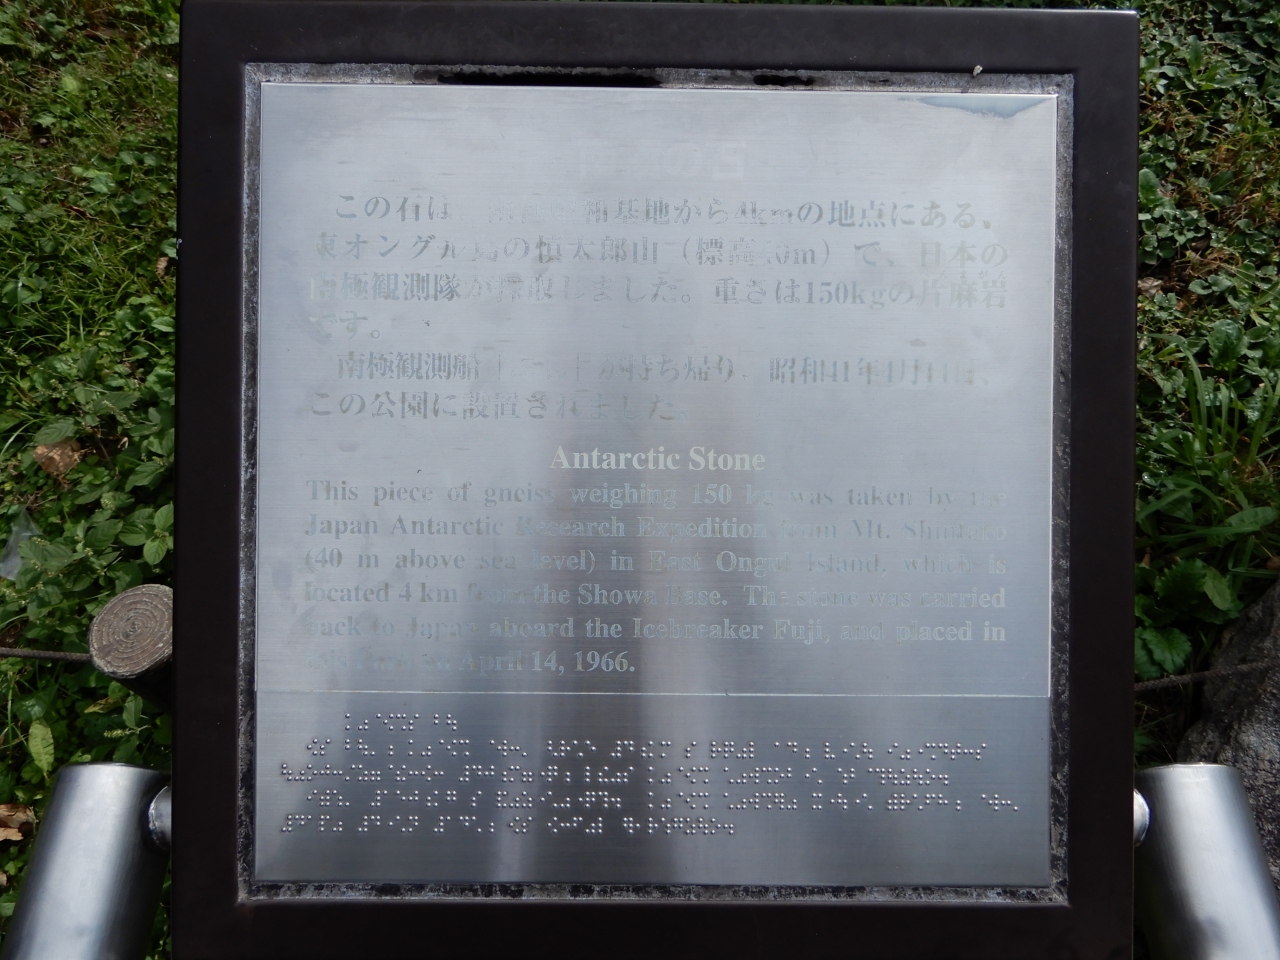 この石は 基地から4kmの地点にある、
東オングル島の慎太郎山（標高40m）で、日本の
南極観測隊が採取しました。重さは150kgの片麻岩
です。
南極観測船 が持ち帰り、昭和41年
この公園に設置されました。
Antarctic Stone
This piece of gneiss weighing 150 kg was taken by the
Japan Antarctic Research Expedition from Mt. Shintaro
(40 m above sea level) in East Ongul Island, which is
located 4 km from the Showa Base. The stone was carried
back to Japan aboard the Icebreaker Fuji, and placed in
this on April 14, 1966.